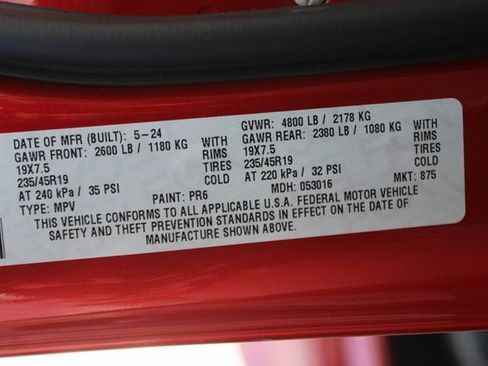 DATE OF MFR (BUILT): 5-24 GVWR: 4800 LB / 2178 KG
GAWR FRONT: 2600 LB / 1180 KG WITH GAWR REAR: 2380 LB / 1080 KG WITH
19X7.5 RIMS 19X7.5 RIMS
235/45R19 TIRES 235/45R19 TIRES
AT 240 kPa / 35 PSI COLD AT 220 kPa / 32 PSI COLD
TYPE: MPV PAINT: PR6 MDH: 053016 MKT: 875
THIS VEHICLE CONFORMS TO ALL APPLICABLE U.S.A. FEDERAL MOTOR VEHICLE
SAFETY AND THEFT PREVENTION STANDARDS IN EFFECT ON THE DATE OF
MANUFACTURE SHOWN ABOVE.